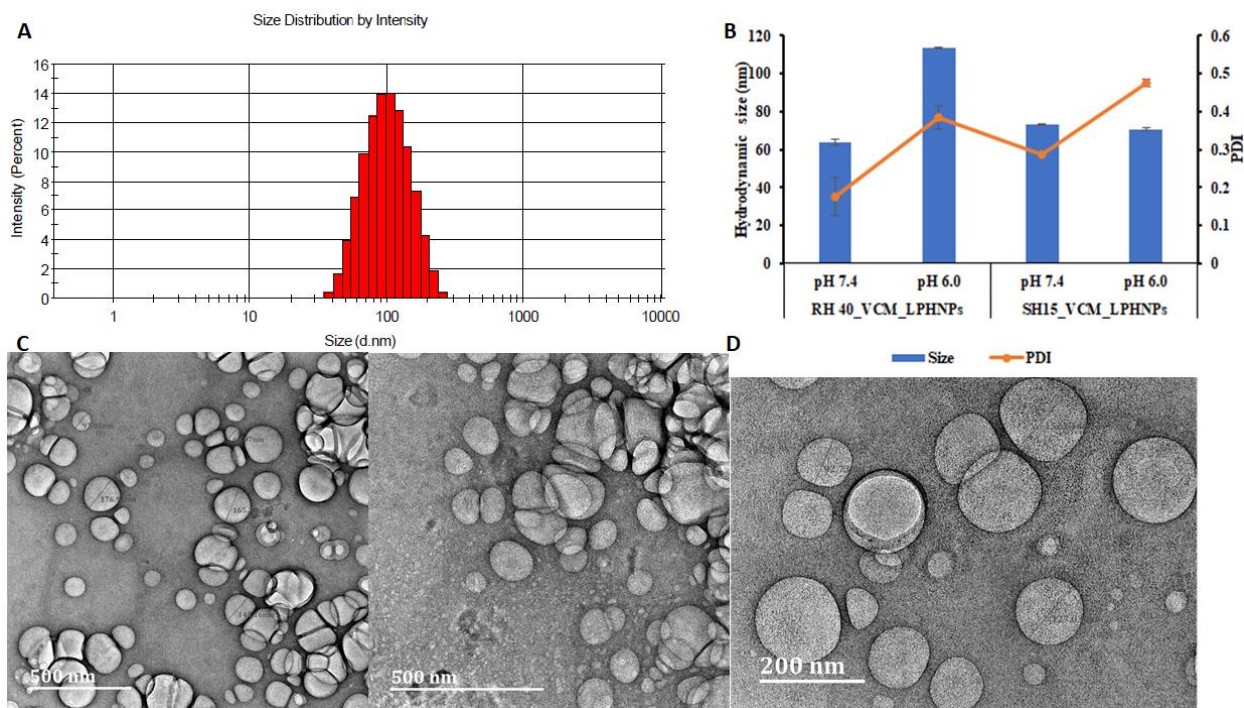 A
Size Distribution by Intensity
Intensity (Percent)
16
14
12
10
8
6
4
2
0
1
10
100
1000
10000
Size (d.nm)
B
Hydrodynamic size (nm)
120
100
80
60
40
20
0
PDI
0.6
0.5
0.4
0.3
0.2
0.1
0
pH 7.4 pH 6.0 pH 7.4 pH 6.0
RH 40_VCM_LPHNPs SH15_VCM_LPHNPs
Size PDI
C
500 nm
500 nm
D
200 nm